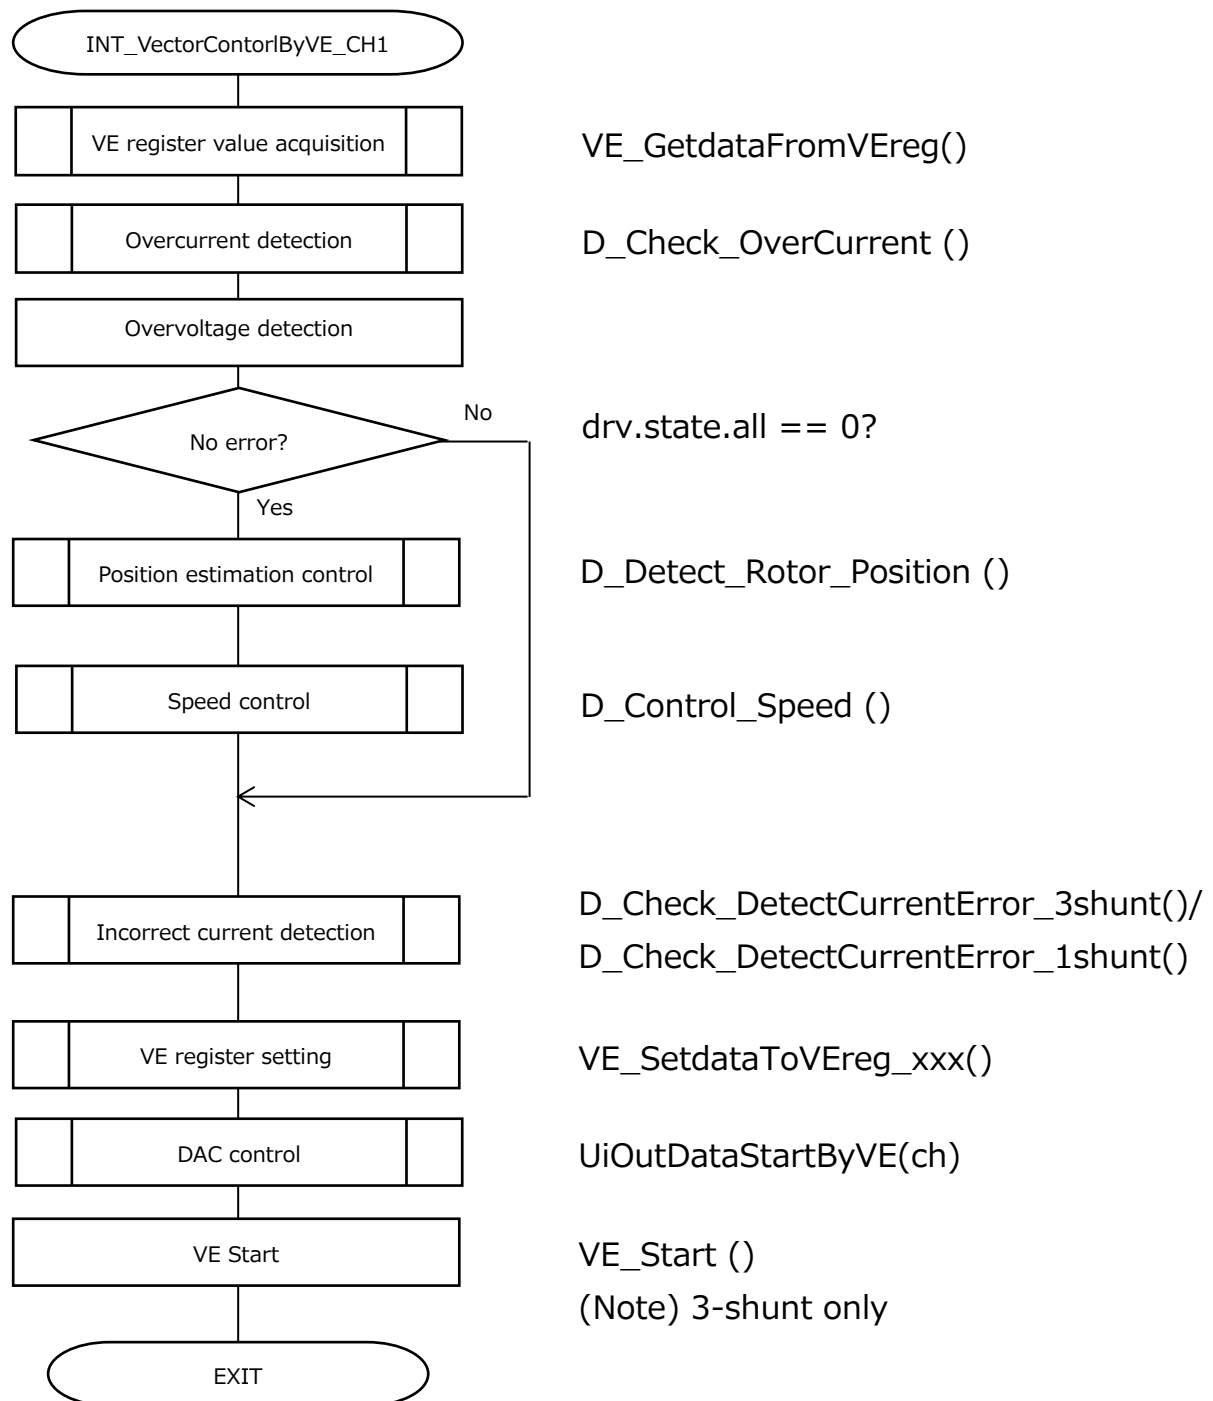 INT_VectorContorlByVE_CH1
VE register value acquisition
VE_GetdataFromVEreg()
Overcurrent detection
D_Check_OverCurrent ()
Overvoltage detection
No error?
No
drv.state.all == 0?
Yes
Position estimation control
D_Detect_Rotor_Position ()
Speed control
D_Control_Speed ()
Incorrect current detection
D_Check_DetectCurrentError_3shunt()/
D_Check_DetectCurrentError_1shunt()
VE register setting
VE_SetdataToVEreg_xxx()
DAC control
UiOutDataStartByVE(ch)
VE Start
VE_Start ()
(Note) 3-shunt only
EXIT